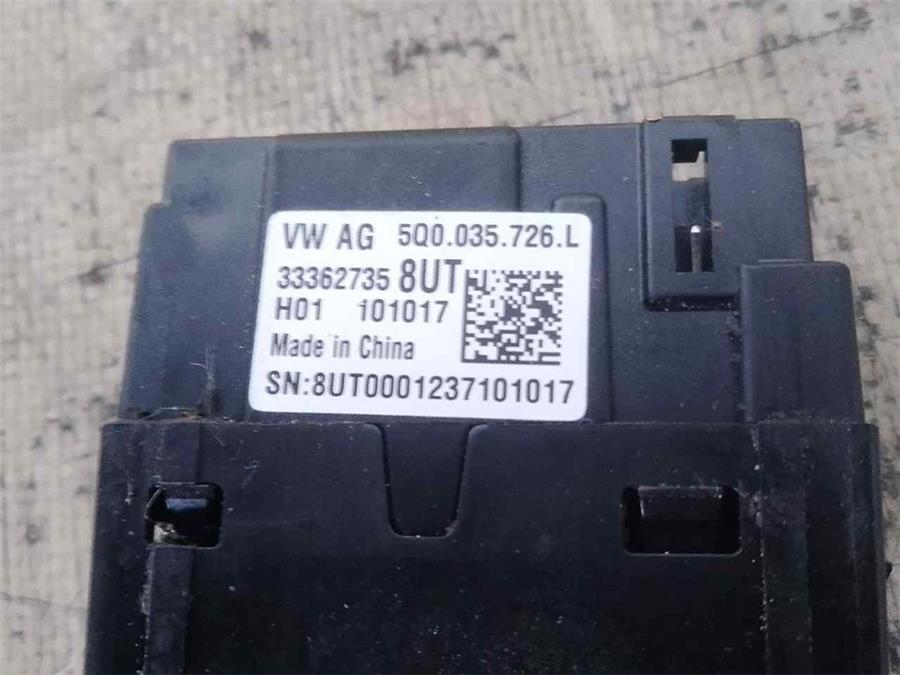 VW AG 5Q0.035.726.L
33362735 8UT
H01 101017
Made in China
SN:8UT0001237101017